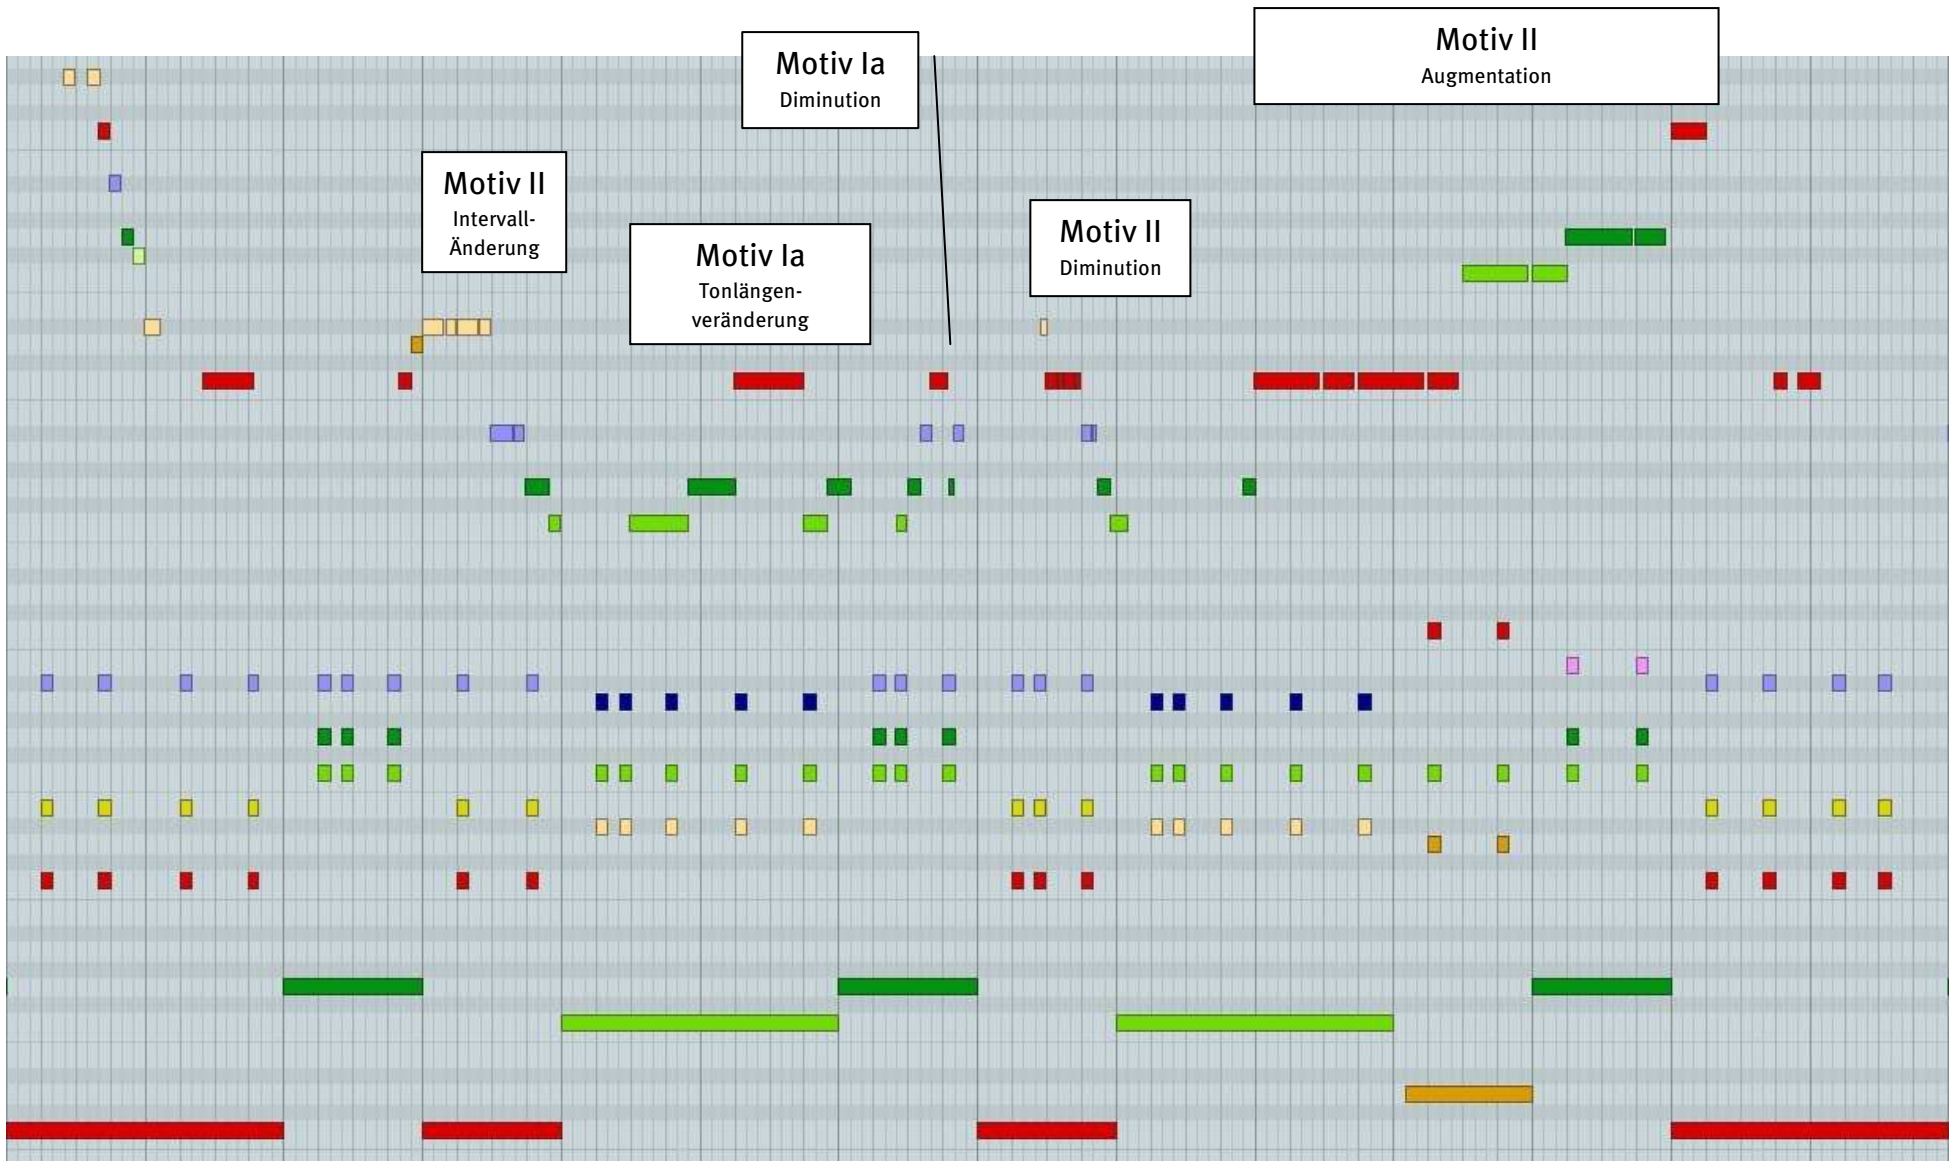 Motiv II
Augmentation
Motiv Ia
Diminution
Motiv II
Intervall-
Änderung
Motiv II
Diminution
Motiv Ia
Tonlängen-
veränderung